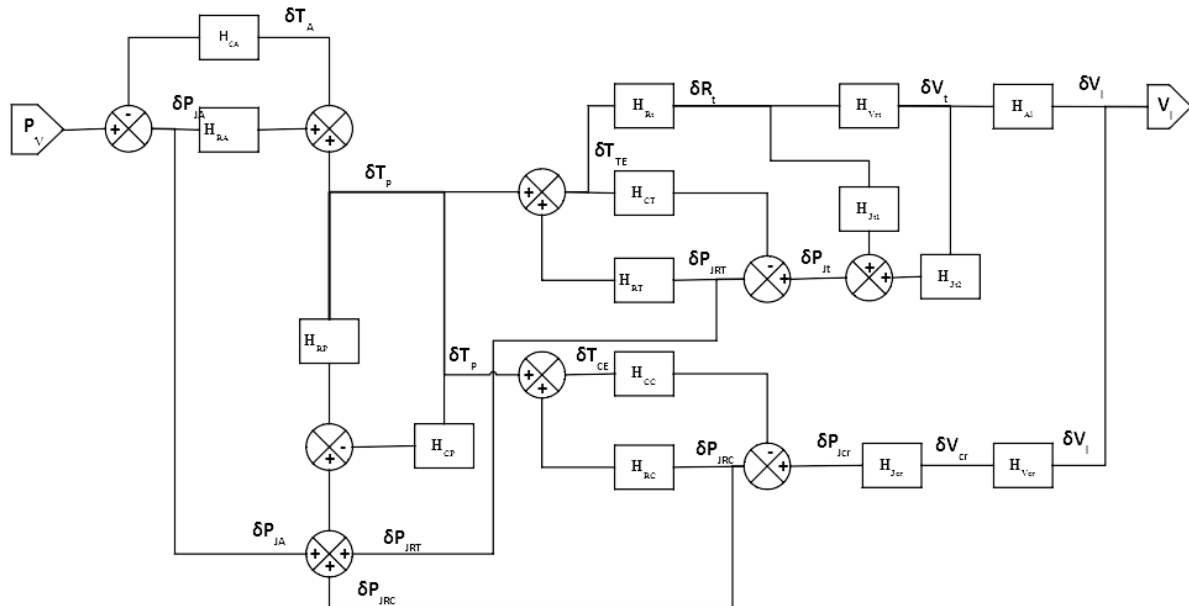 δT_A
H_CA
-
δP_JA
P_V
+
H_RA
+
+
δR_t
δV_t
δV_l
H_Rt
H_Vrt
H_Al
V_l
δT_P
δT_TE
+
+
H_CT
H_Jt1
δP_JRT
-
+
δP_Jt
+
+
H_RT
H_Jt2
H_RP
δT_P
+
+
δT_CE
H_CC
+
-
+
H_CP
δP_JRC
-
+
δP_Jcr
δV_cr
δV_l
H_RC
H_Jcr
H_Vcr
δP_JA
+
+
+
+
δP_JRT
δP_JRC